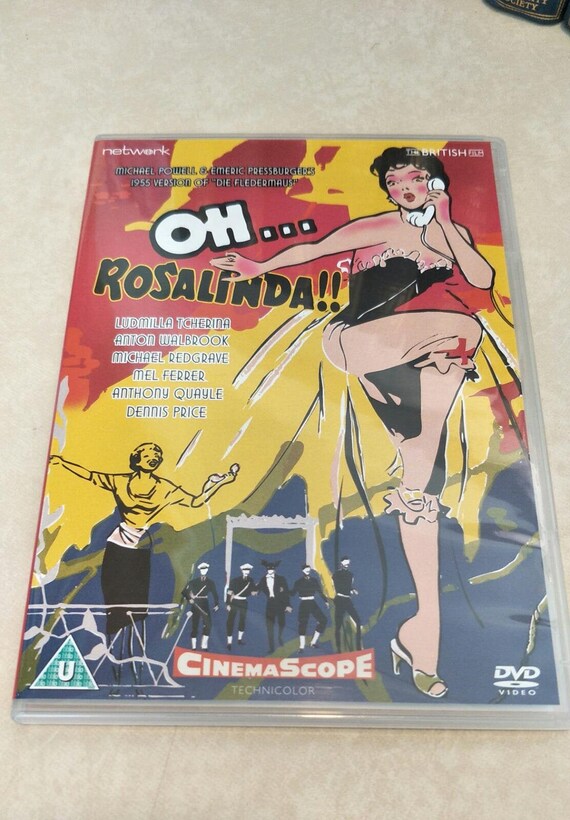 SOCIETY
network
THE BRITISH FILM
MICHAEL POWELL & EMERIC PRESSBURGER'S
1955 VERSION OF "DIE FLEDERMAUS"
OH...
ROSALINDA!!
LUDMILLA TCHERINA
ANTON WALBROOK
MICHAEL REDGRAVE
MEL FERRER
ANTHONY QUAYLE
DENNIS PRICE
U
CINEMASCOPE
TECHNICOLOR
DVD
VIDEO